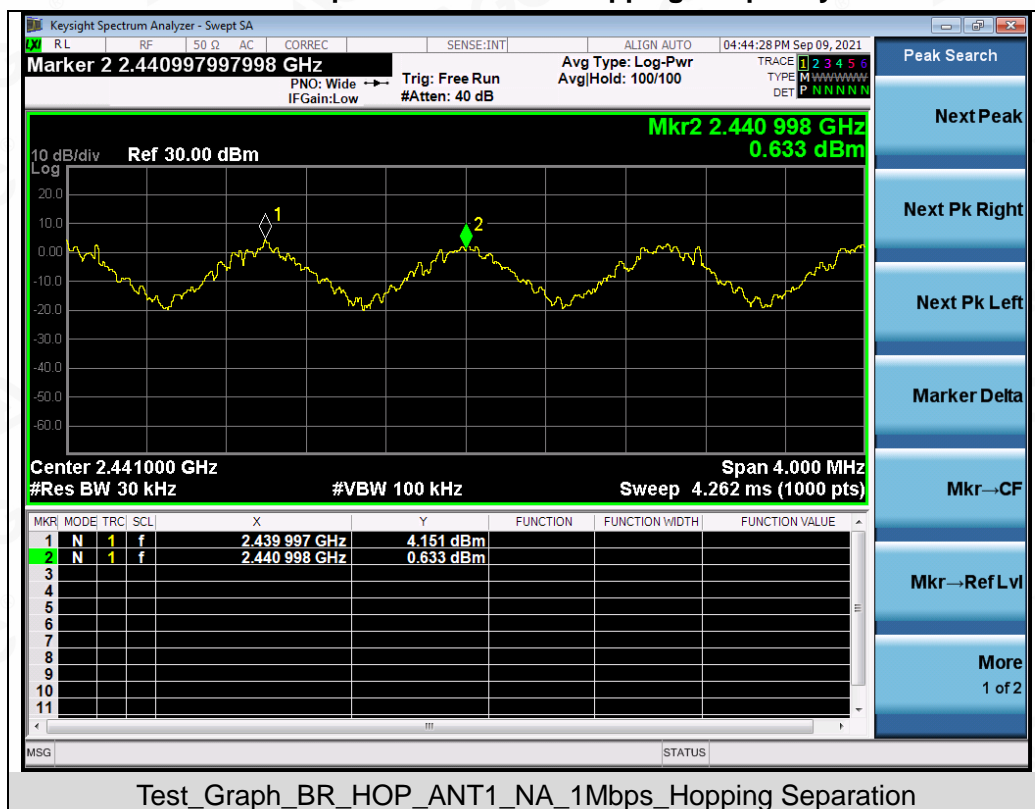 Keysight Spectrum Analyzer - Swept SA
LXI RL RF 50 Ω AC CORREC SENSE:INT ALIGN AUTO 04:44:28 PM Sep 09, 2021
Marker 2 2.440997997998 GHz
PNO: Wide
IFGain:Low
Trig: Free Run
#Atten: 40 dB
Avg Type: Log-Pwr
Avg|Hold: 100/100
TRACE 1 2 3 4 5 6
TYPE M WWWWW
DET P N N N N N
Peak Search
Next Peak
Next Pk Right
Next Pk Left
Marker Delta
Mkr→CF
Mkr→RefLvl
More
1 of 2
Mkr2 2.440 998 GHz
0.633 dBm
10 dB/div Ref 30.00 dBm
Log
20.0
10.0
0.00
-10.0
-20.0
-30.0
-40.0
-50.0
-60.0
1
2
Center 2.441000 GHz Span 4.000 MHz
#Res BW 30 kHz #VBW 100 kHz Sweep 4.262 ms (1000 pts)
MKR MODE TRC SCL X Y FUNCTION FUNCTION WIDTH FUNCTION VALUE
1 N 1 f 2.439 997 GHz 4.151 dBm
2 N 1 f 2.440 998 GHz 0.633 dBm
3
4
5
6
7
8
9
10
11
MSG STATUS
Test_Graph_BR_HOP_ANT1_NA_1Mbps_Hopping Separation